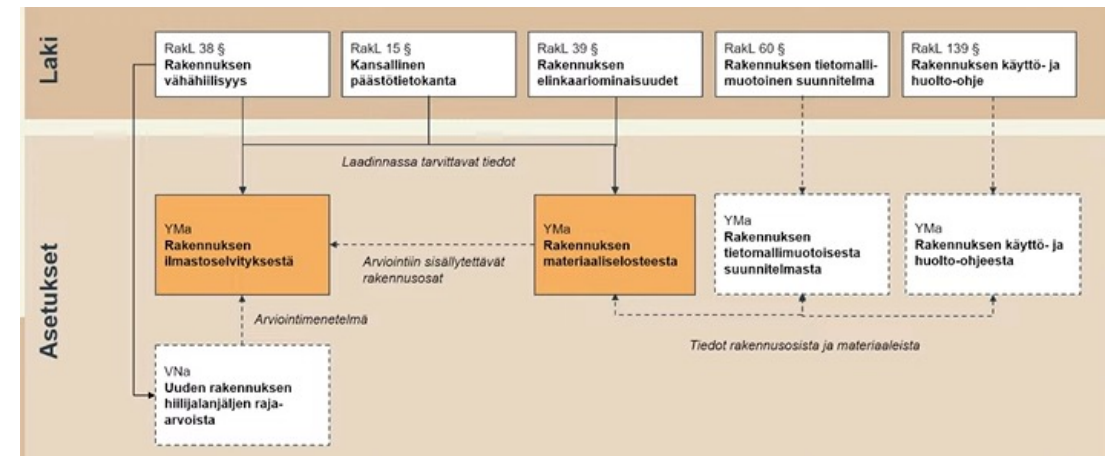 Laki
RakL 38 §
Rakennuksen
vähähiilisyys
RakL 15 §
Kansallinen
päästötietokanta
RakL 39 §
Rakennuksen
elinkaariominaisuudet
RakL 60 §
Rakennuksen tietomalli-
muotoinen suunnitelma
RakL 139 §
Rakennuksen käyttö- ja
huolto-ohje
Laadinnassa tarvittavat tiedot
Asetukset
YMa
Rakennuksen
ilmastoselvityksestä
Arviointiin sisällytettävät
rakennusosat
YMa
Rakennuksen
materiaaliselosteesta
YMa
Rakennuksen
tietomallimuotoisesta
suunnitelmasta
YMa
Rakennuksen käyttö- ja
huolto-ohjeesta
Arviointimenetelmä
Tiedot rakennusosista ja materiaaleista
VNa
Uuden rakennuksen
hiilijalanjäljen raja-
arvoista